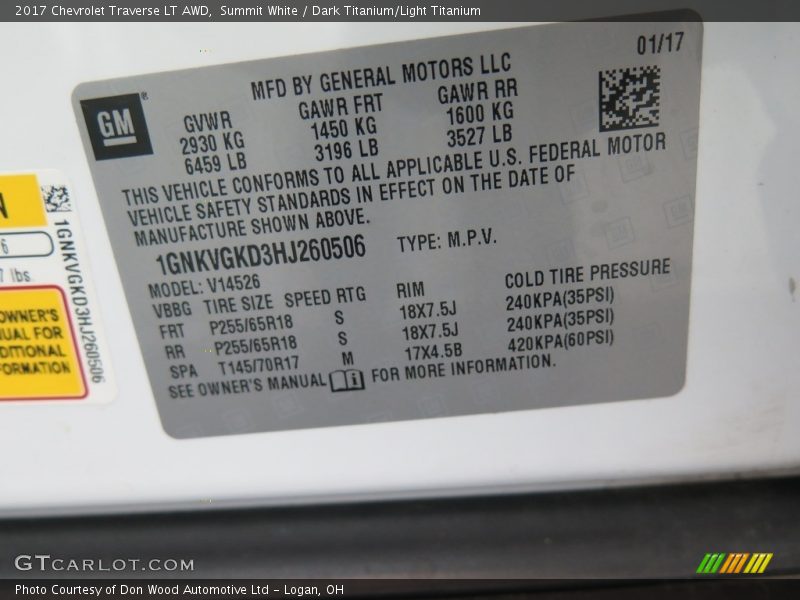 2017 Chevrolet Traverse LT AWD,  Summit White / Dark Titanium/Light Titanium
01/17
MFD BY GENERAL MOTORS LLC
GM®
GVWR GAWR FRT GAWR RR
2930 KG 1450 KG 1600 KG
6459 LB 3196 LB 3527 LB
THIS VEHICLE CONFORMS TO ALL APPLICABLE U.S. FEDERAL MOTOR
VEHICLE SAFETY STANDARDS IN EFFECT ON THE DATE OF
MANUFACTURE SHOWN ABOVE.
1GNKVGKD3HJ260506 TYPE: M.P.V.
MODEL: V14526
VBBG TIRE SIZE SPEED RTG RIM COLD TIRE PRESSURE
FRT P255/65R18 S 18X7.5J 240KPA(35PSI)
RR P255/65R18 S 18X7.5J 240KPA(35PSI)
SPA T145/70R17 M 17X4.5B 420KPA(60PSI)
SEE OWNER'S MANUAL FOR MORE INFORMATION.
N
6
7 lbs.
OWNER'S
UAL FOR
DITIONAL
FORMATION
1GNKVGKD3HJ260506
GTCARLOT.COM
Photo Courtesy of Don Wood Automotive Ltd - Logan, OH